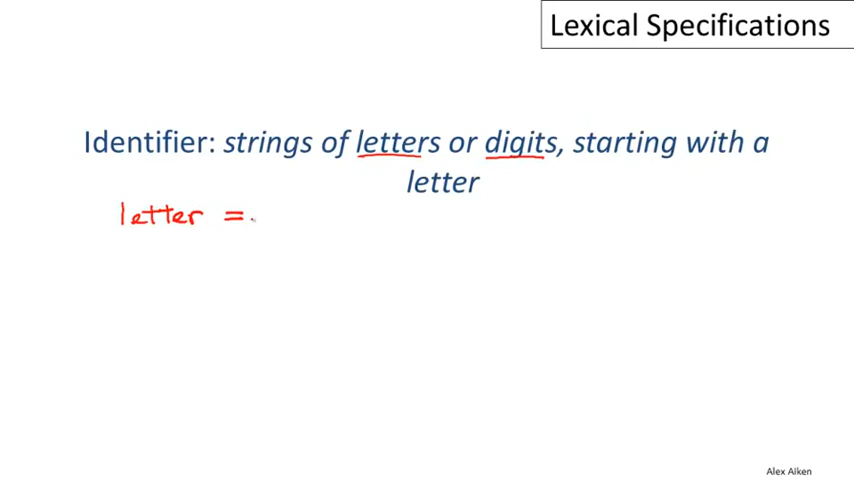 Lexical Specifications
Identifier: strings of letters or digits, starting with a
letter
letter =
Alex Aiken